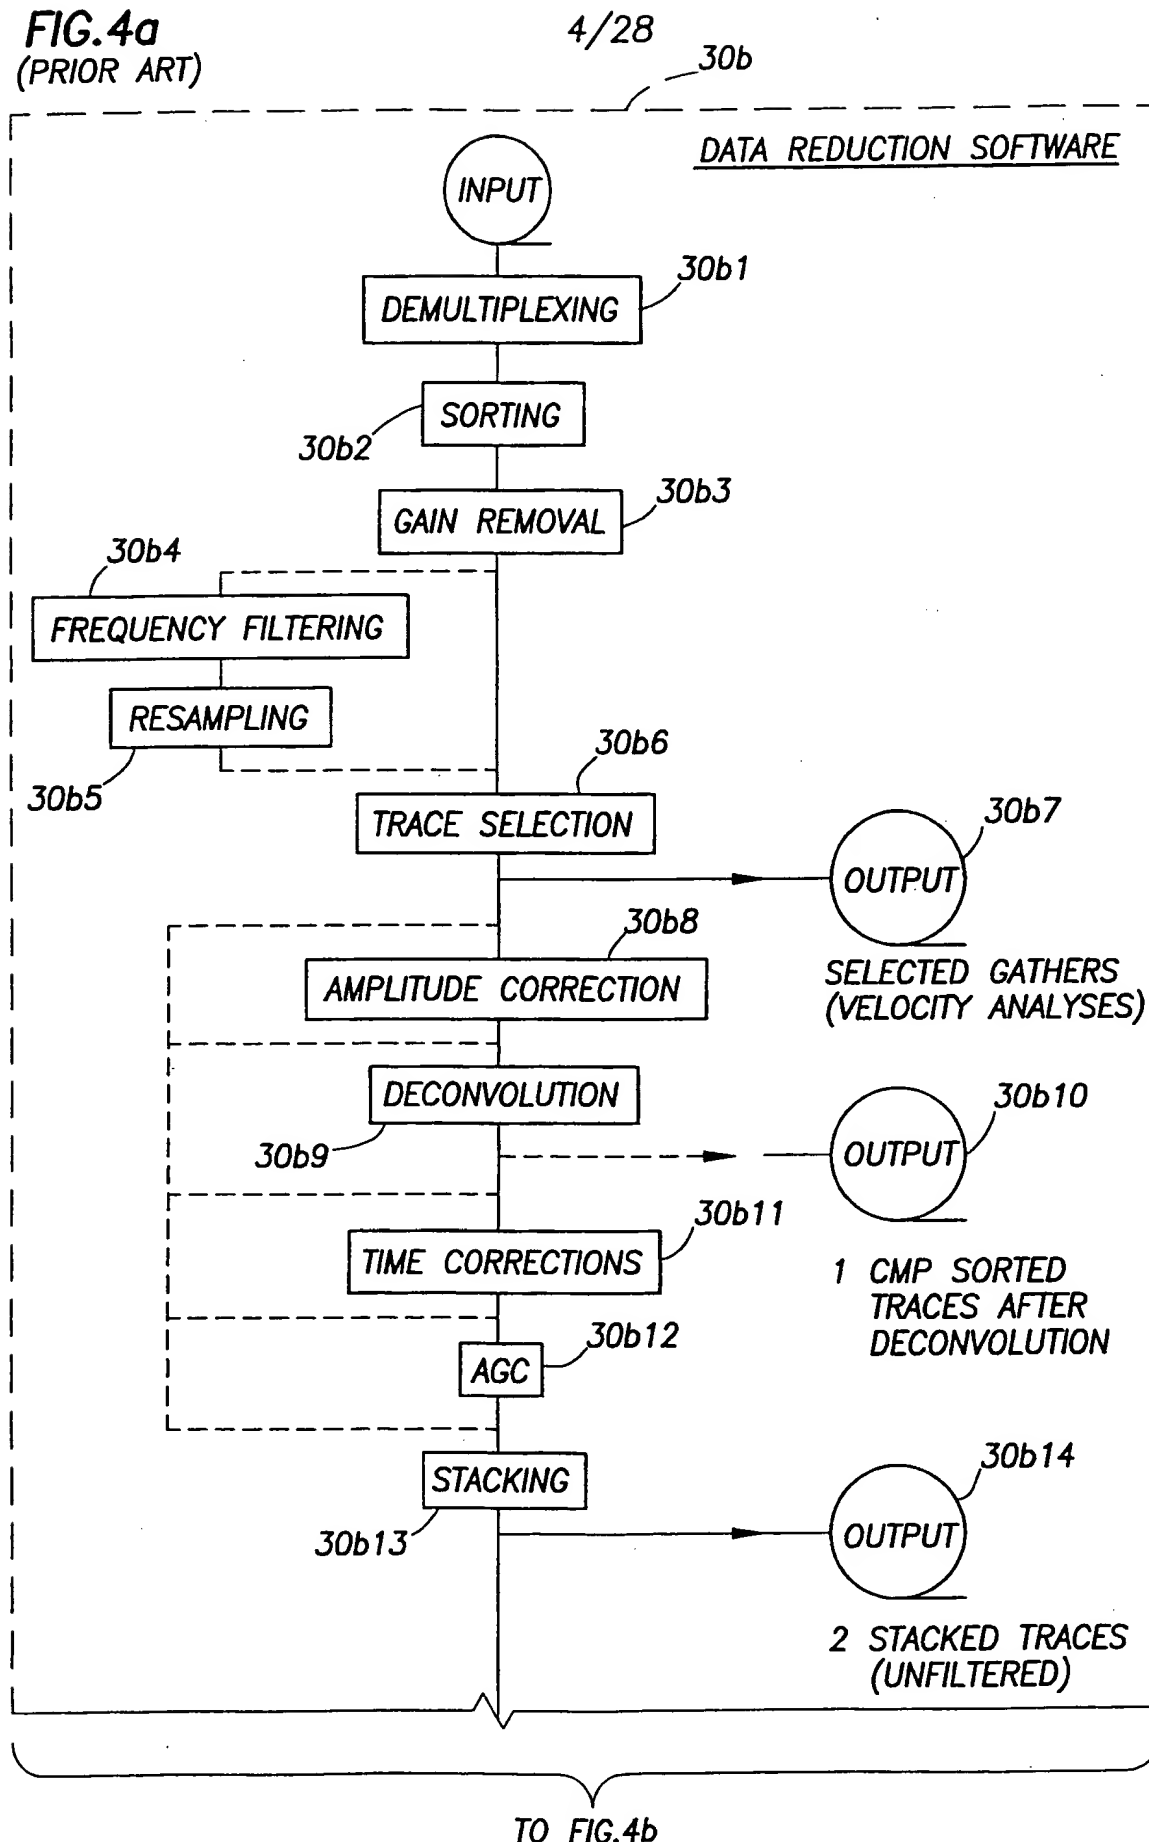 FIG.4a
(PRIOR ART)
4/28
30b
DATA REDUCTION SOFTWARE
INPUT
30b1
DEMULTIPLEXING
SORTING
30b2
30b3
GAIN REMOVAL
30b4
FREQUENCY FILTERING
RESAMPLING
30b5
30b6
TRACE SELECTION
30b7
OUTPUT
SELECTED GATHERS
(VELOCITY ANALYSES)
30b8
AMPLITUDE CORRECTION
DECONVOLUTION
30b9
30b10
OUTPUT
1 CMP SORTED
TRACES AFTER
DECONVOLUTION
30b11
TIME CORRECTIONS
30b12
AGC
STACKING
30b13
30b14
OUTPUT
2 STACKED TRACES
(UNFILTERED)
TO FIG.4b